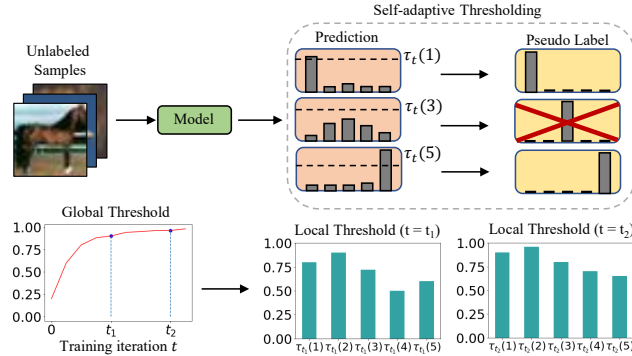 Self-adaptive Thresholding
Unlabeled
Samples
Prediction
Pseudo Label
τt(1)
Model
τt(3)
τt(5)
Global Threshold
1.00
0.75
0.50
0.25
0.00
0
t1
t2
Training iteration t
Local Threshold (t = t1)
1.00
0.75
0.50
0.25
0.00
τt1(1) τt1(2) τt1(3) τt1(4) τt1(5)
Local Threshold (t = t2)
1.00
0.75
0.50
0.25
0.00
τt2(1) τt2(2) τt2(3) τt2(4) τt2(5)